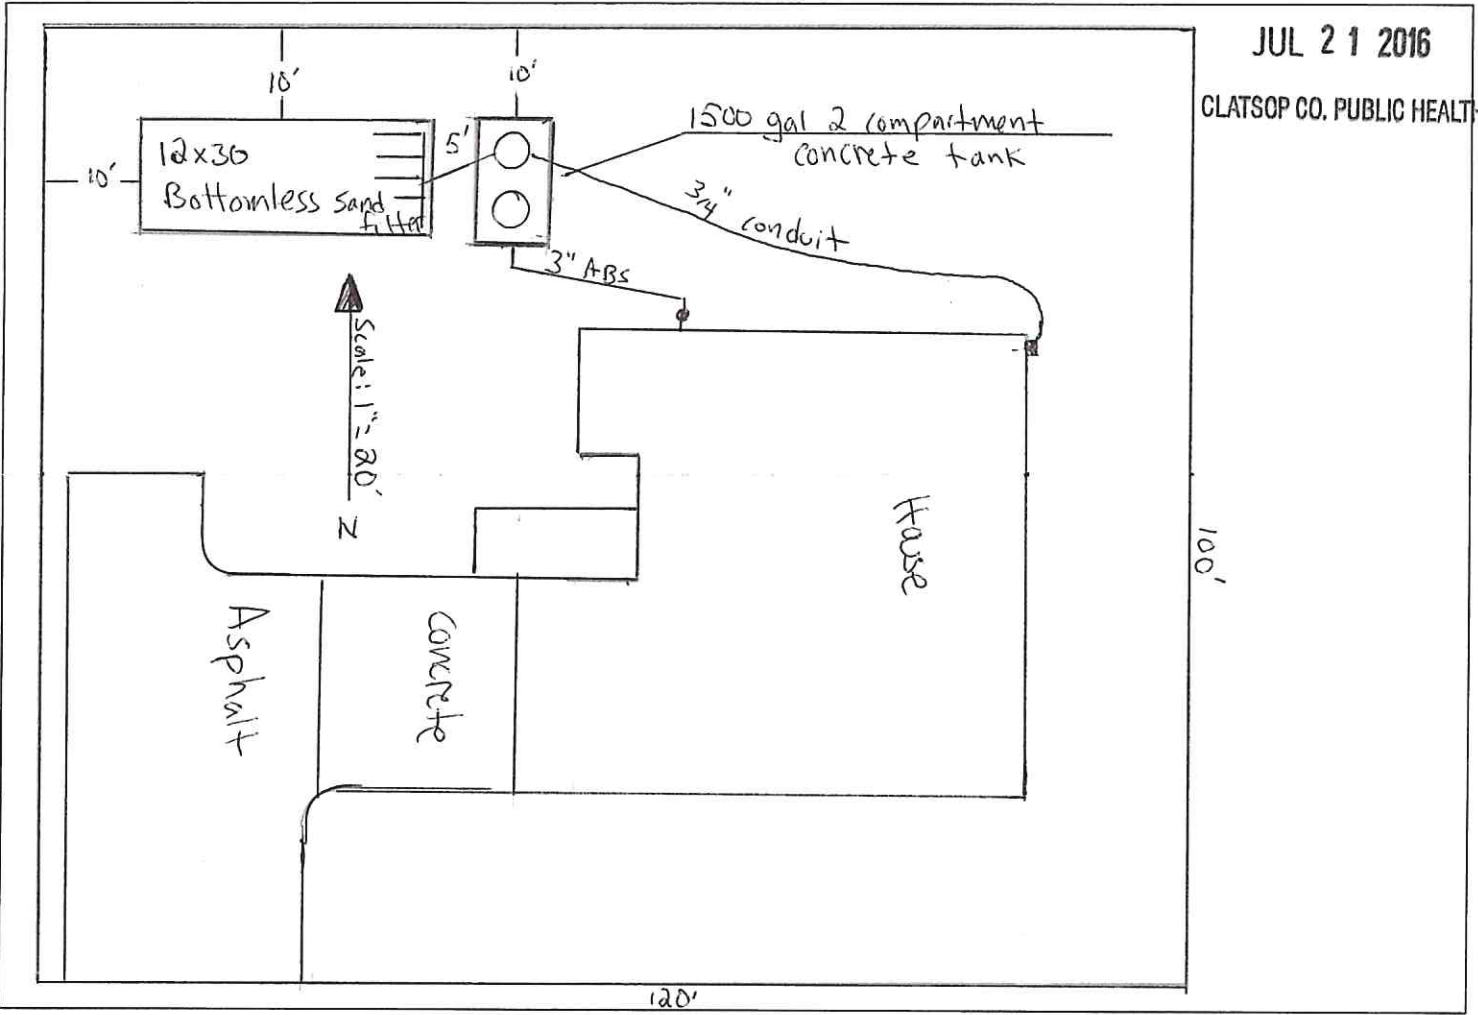 JUL 21 2016
CLATSOP CO. PUBLIC HEALTH
10'
10'
1500 gal 2 compartment
concrete tank
12x30
Bottomless sand
filter
5'
10'
3/4" conduit
3" ABS
Scale: 1" = 20'
N
House
100'
Asphalt
Concrete
120'